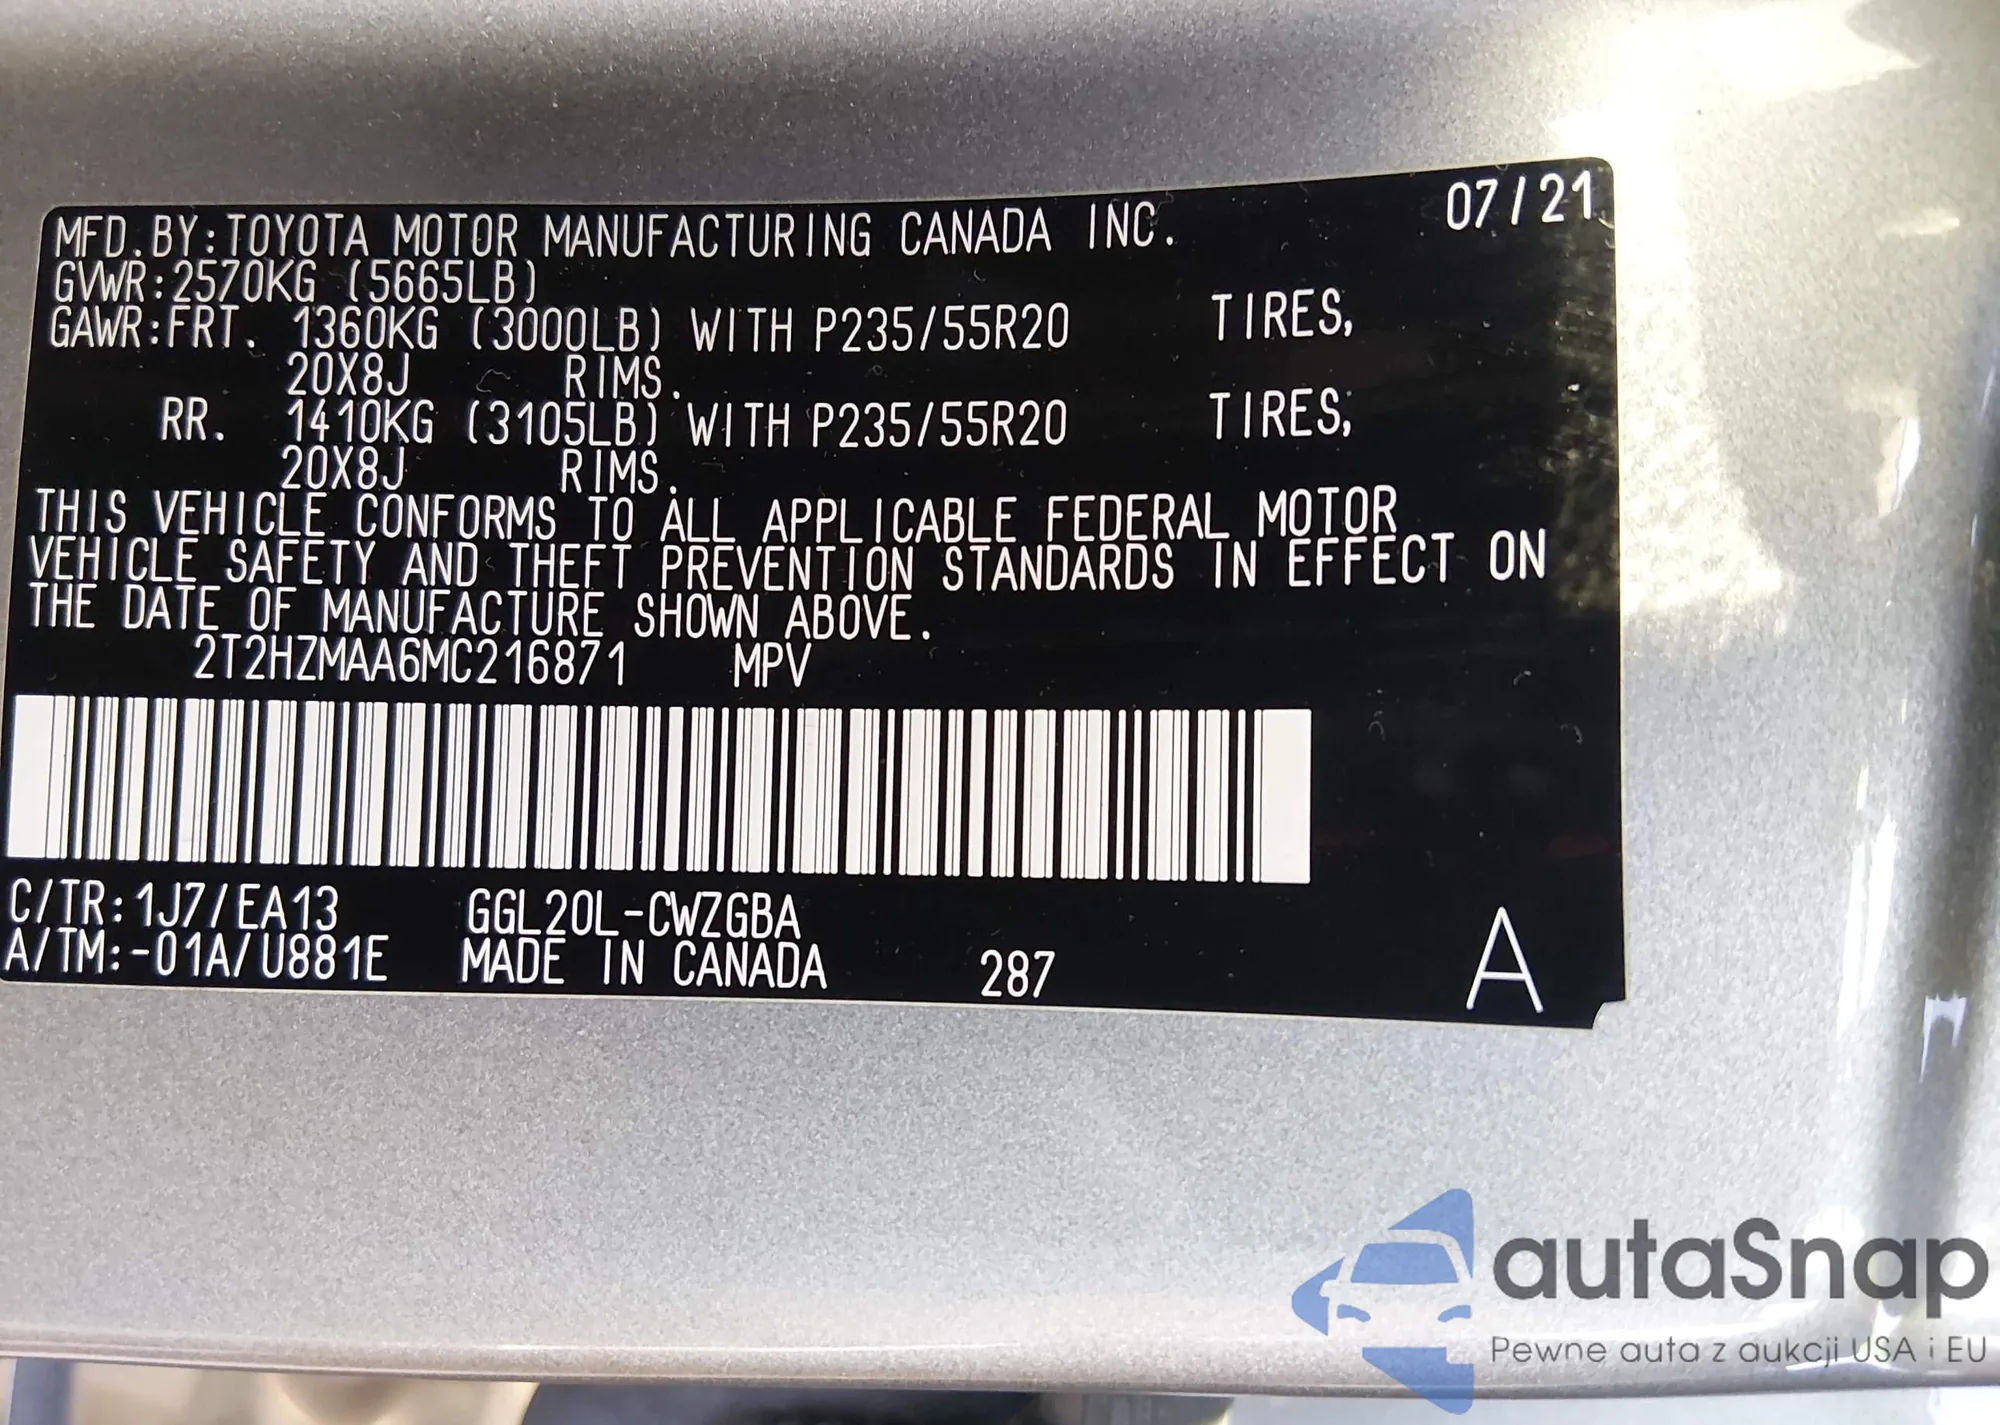 07/21
MFD.BY:TOYOTA MOTOR MANUFACTURING CANADA INC.
GVWR:2570KG (5665LB)
GAWR:FRT. 1360KG (3000LB) WITH P235/55R20 TIRES,
20X8J RIMS.
RR. 1410KG (3105LB) WITH P235/55R20 TIRES,
20X8J RIMS.
THIS VEHICLE CONFORMS TO ALL APPLICABLE FEDERAL MOTOR
VEHICLE SAFETY AND THEFT PREVENTION STANDARDS IN EFFECT ON
THE DATE OF MANUFACTURE SHOWN ABOVE.
2T2HZMAA6MC216871 MPV
C/TR:1J7/EA13 GGL20L-CWZGBA
A/TM:-01A/U881E MADE IN CANADA 287 A
autaSnap
Pewne auta z aukcji USA i EU